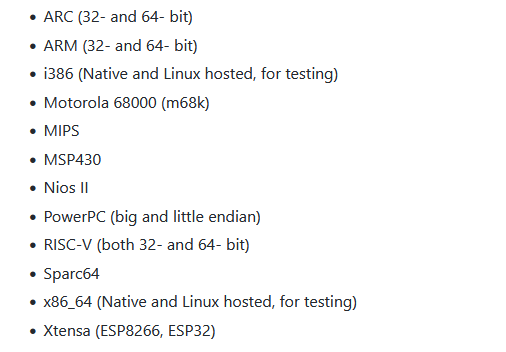 • ARC (32- and 64- bit)
• ARM (32- and 64- bit)
• i386 (Native and Linux hosted, for testing)
• Motorola 68000 (m68k)
• MIPS
• MSP430
• Nios II
• PowerPC (big and little endian)
• RISC-V (both 32- and 64- bit)
• Sparc64
• x86_64 (Native and Linux hosted, for testing)
• Xtensa (ESP8266, ESP32)